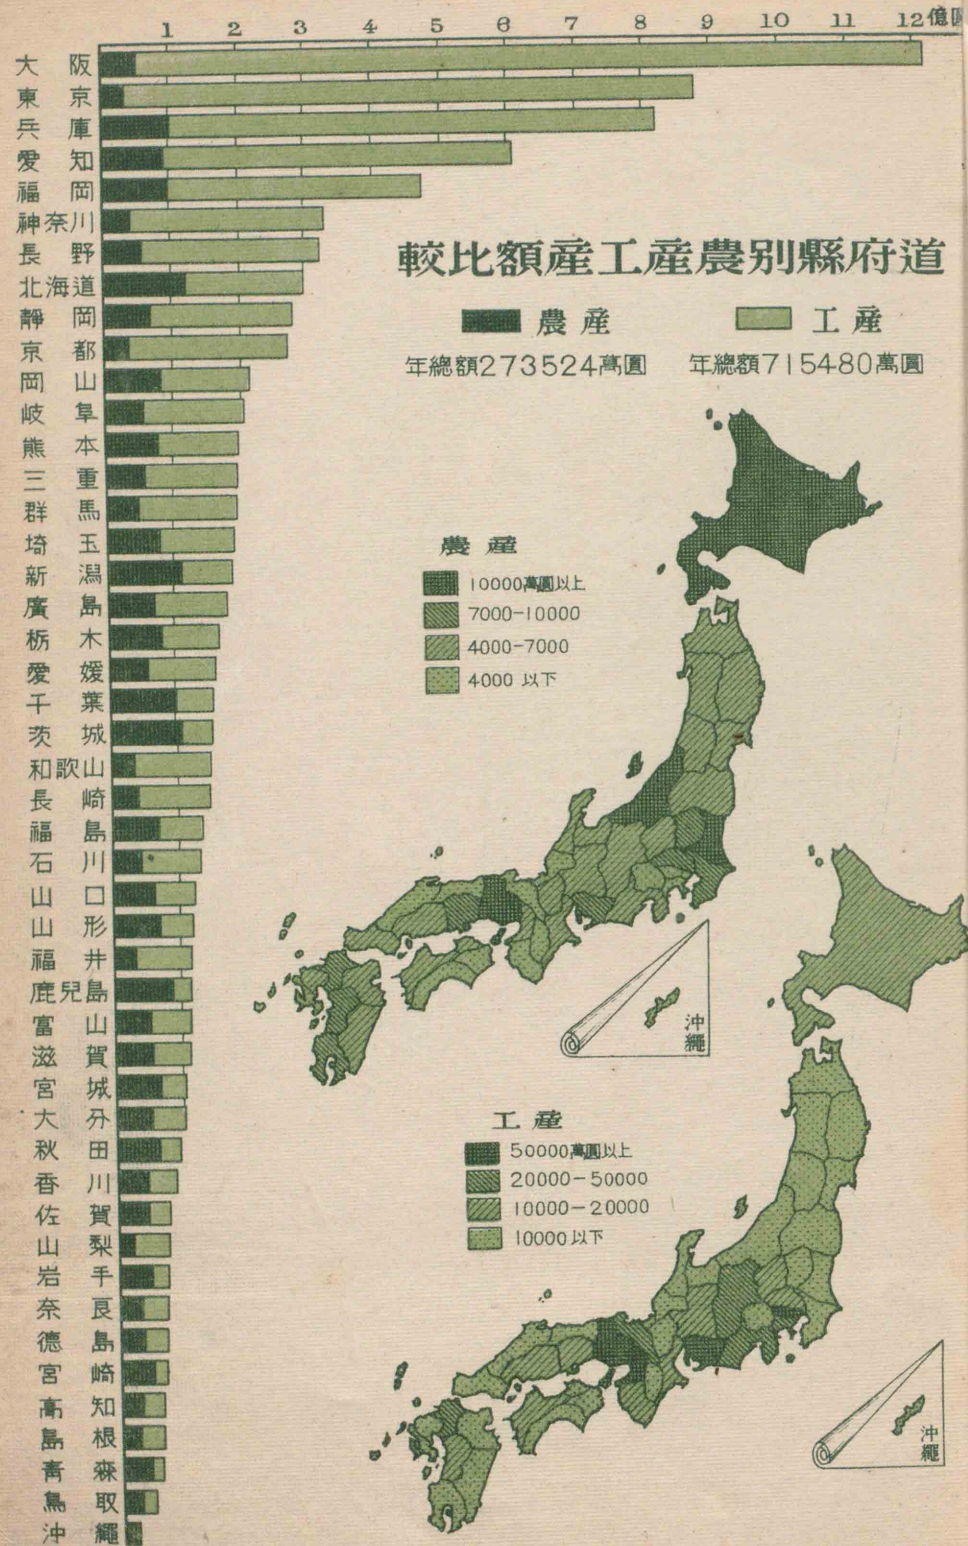 1 2 3 4 5 6 7 8 9 10 11 12億圓
大阪
東京
兵庫
愛知
福岡
神奈川
長野
北海道
靜岡
京都
岡山
岐阜
熊本
三重
群馬
埼玉
新潟
廣島
栃木
愛媛
千葉
茨城
和歌山
長崎
福島
石川
山口
山形
福井
鹿兒島
富山
滋賀
宮城
大分
秋田
香川
佐賀
山梨
岩手
奈良
德島
宮崎
高知
島根
靑森
鳥取
沖繩
較比額産工産農別縣府道
農産
年總額273524萬圓
工産
年總額715480萬圓
農産
10000萬圓以上
7000-10000
4000-7000
4000以下
沖繩
工産
50000萬圓以上
20000-50000
10000-20000
10000以下
沖繩